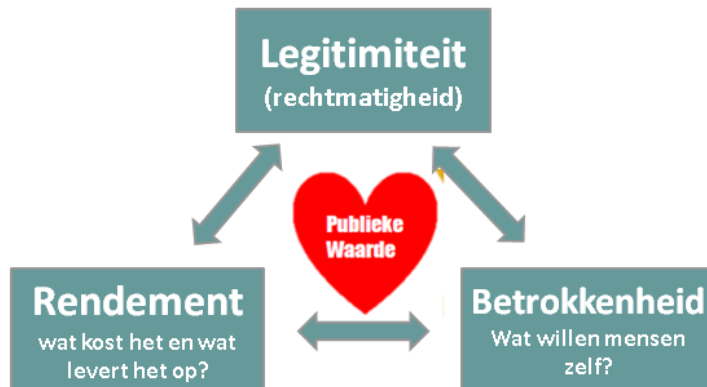 Legitimiteit
(rechtmatigheid)
Publieke
Waarde
Rendement
wat kost het en wat
levert het op?
Betrokkenheid
Wat willen mensen
zelf?